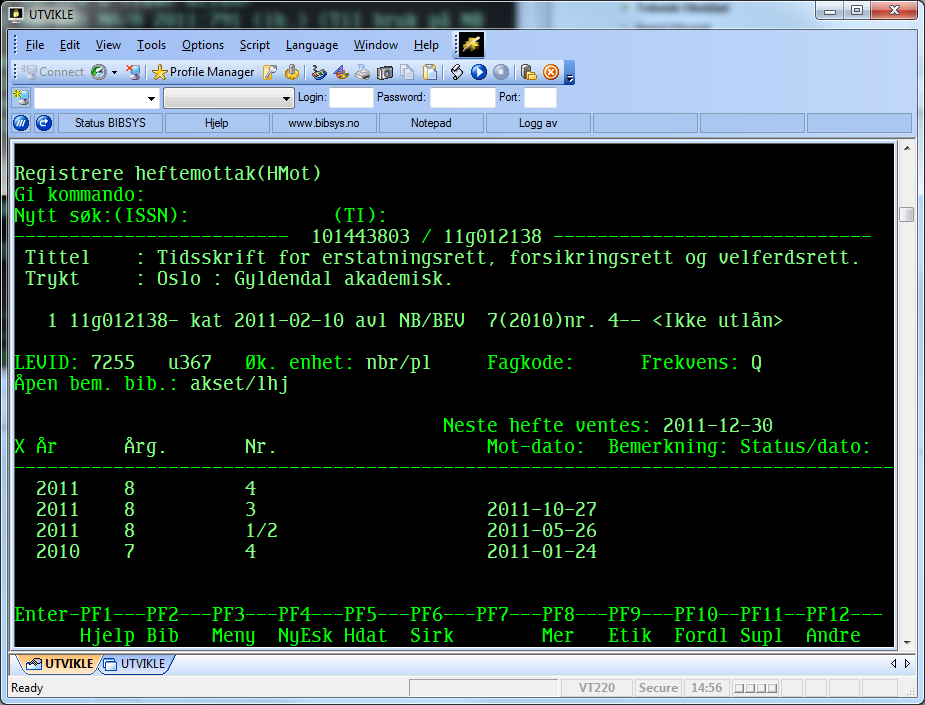 UTVIKLE
File Edit View Tools Options Script Language Window Help
Connect Profile Manager
Login: Password: Port:
Status BIBSYS Hjelp www.bibsys.no Notepad Logg av
Registrere heftemottak(HMot)
Gi kommando:
Nytt søk:(ISSN): (TI):
------------------------- 101443803 / 11g012138 -----------------------------
Tittel : Tidsskrift for erstatningsrett, forsikringsrett og velferdsrett.
Trykt : Oslo : Gyldendal akademisk.
1 11g012138- kat 2011-02-10 avl NB/BEV 7(2010)nr. 4-- <Ikke utlån>
LEVID: 7255 u367 Øk. enhet: nbr/pl Fagkode: Frekvens: Q
Åpen bem. bib.: akset/lhj
Neste hefte ventes: 2011-12-30
X År Årg. Nr. Mot-dato: Bemerkning: Status/dato:
--------------------------------------------------------------------------------
2011 8 4
2011 8 3 2011-10-27
2011 8 1/2 2011-05-26
2010 7 4 2011-01-24
Enter-PF1---PF2---PF3---PF4---PF5---PF6---PF7---PF8---PF9---PF10--PF11--PF12---
Hjelp Bib Meny NyEsk Hdat Sirk Mer Etik Fordl Supl Andre
UTVIKLE UTVIKLE
Ready VT220 Secure 14:56